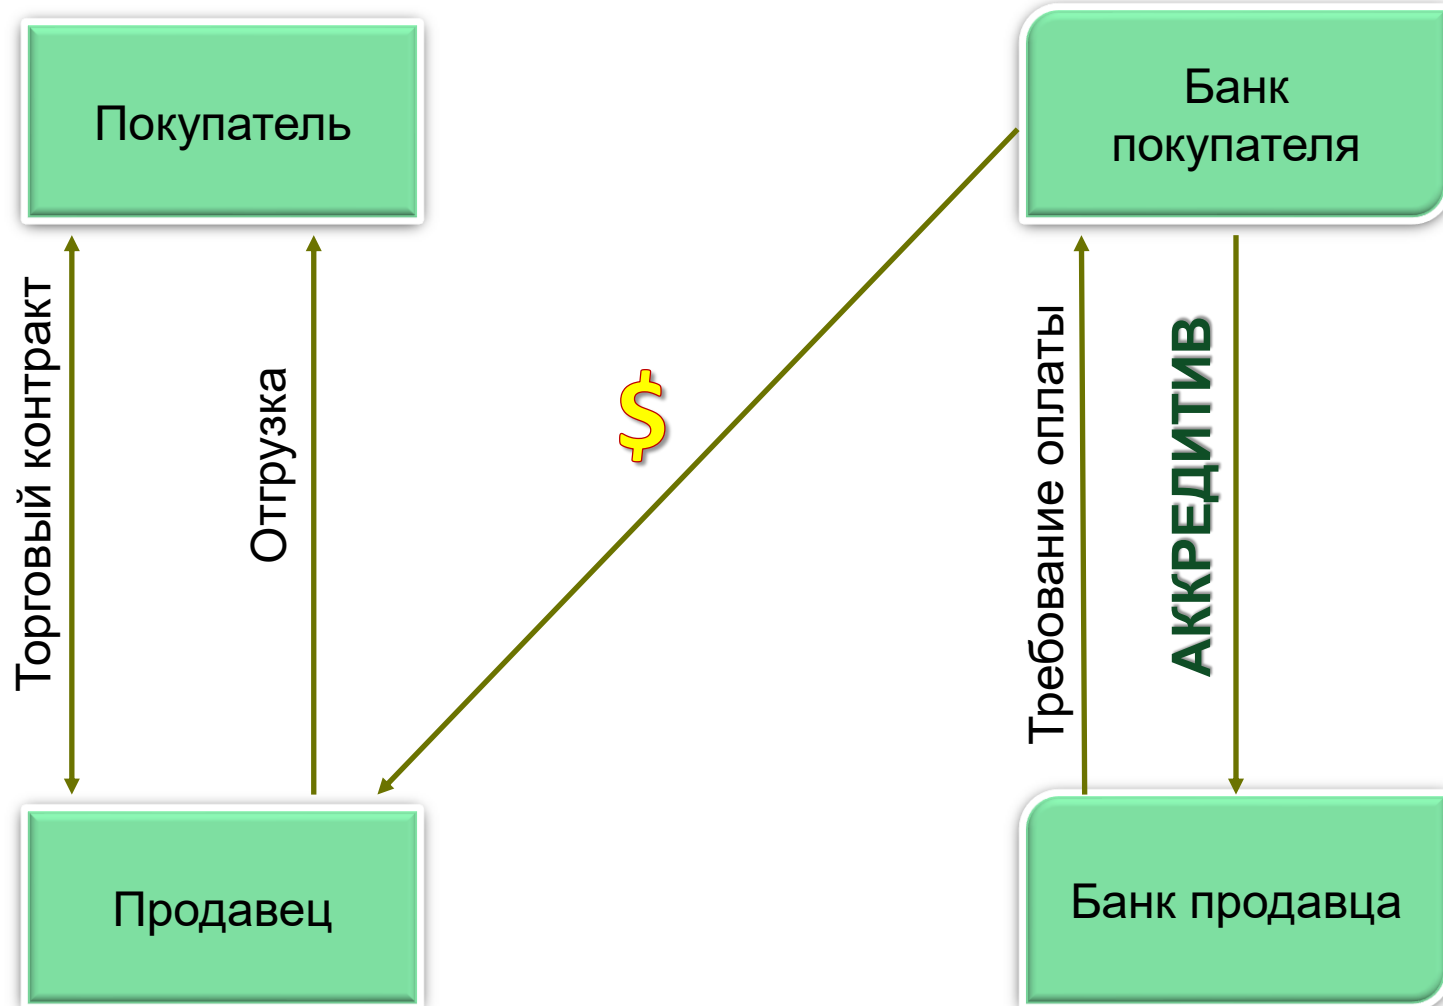 Покупатель
Банк
покупателя
Торговый контракт
Отгрузка
$
Требование оплаты
АККРЕДИТИВ
Продавец
Банк продавца